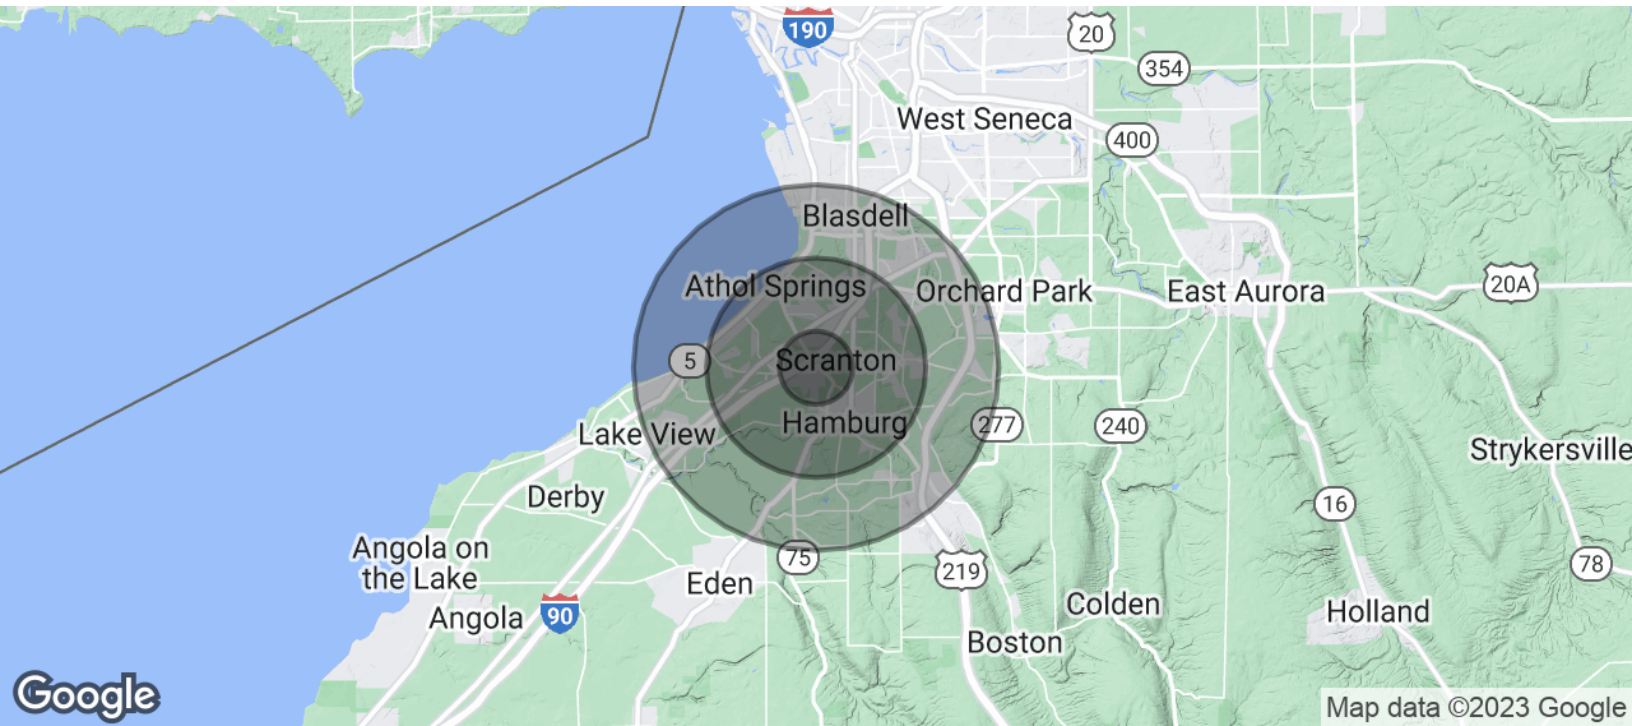 190
20
354
West Seneca
400
Blasdell
Athol Springs
Orchard Park
East Aurora
20A
5
Scranton
Hamburg
277
240
Lake View
Strykersville
Derby
16
Angola on
the Lake
75
219
78
Eden
Angola
90
Colden
Holland
Boston
Google
Map data ©2023 Google